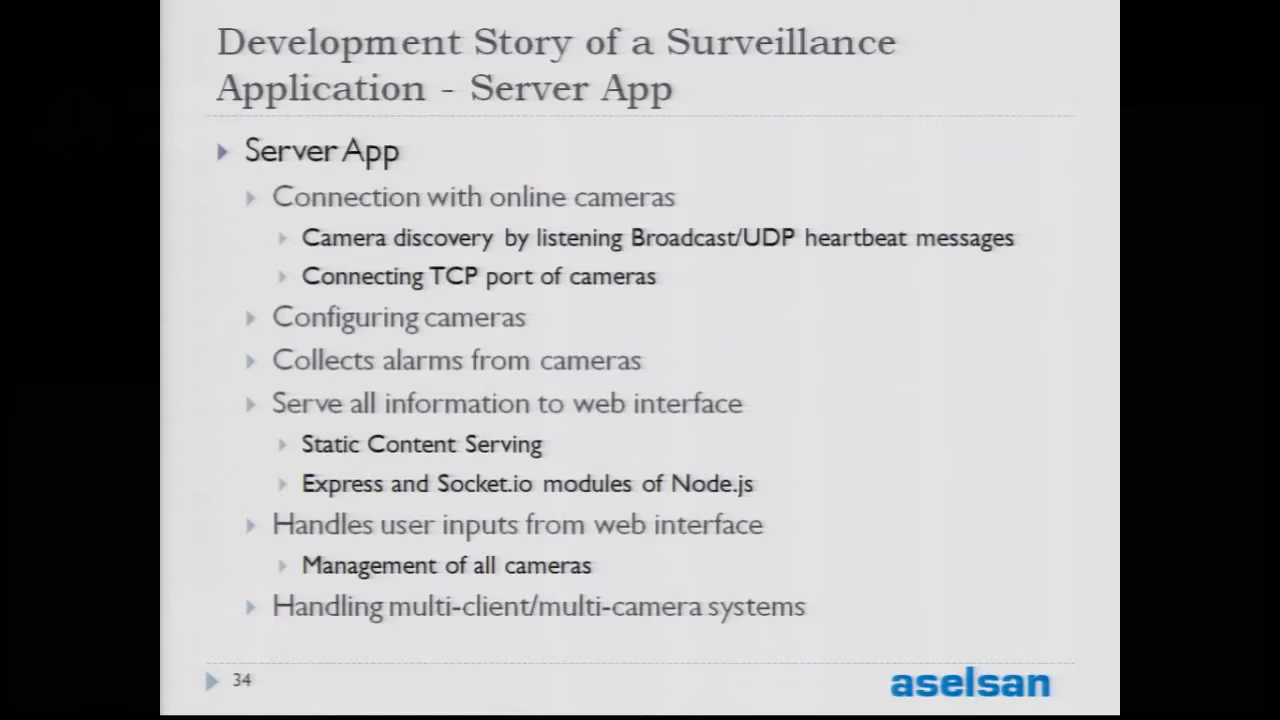 Development Story of a Surveillance
Application - Server App
Server App
Connection with online cameras
Camera discovery by listening Broadcast/UDP heartbeat messages
Connecting TCP port of cameras
Configuring cameras
Collects alarms from cameras
Serve all information to web interface
Static Content Serving
Express and Socket.io modules of Node.js
Handles user inputs from web interface
Management of all cameras
Handling multi-client/multi-camera systems
34
aselsan